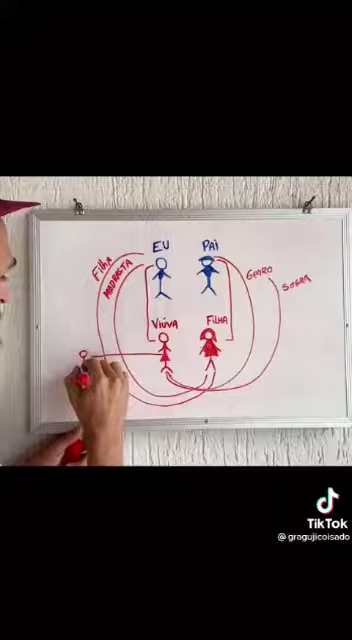 EU
PAI
Filha
MADRASTA
GENRO
SOGRA
VIÚVA
FILHA
TikTok
@gragujicoisado